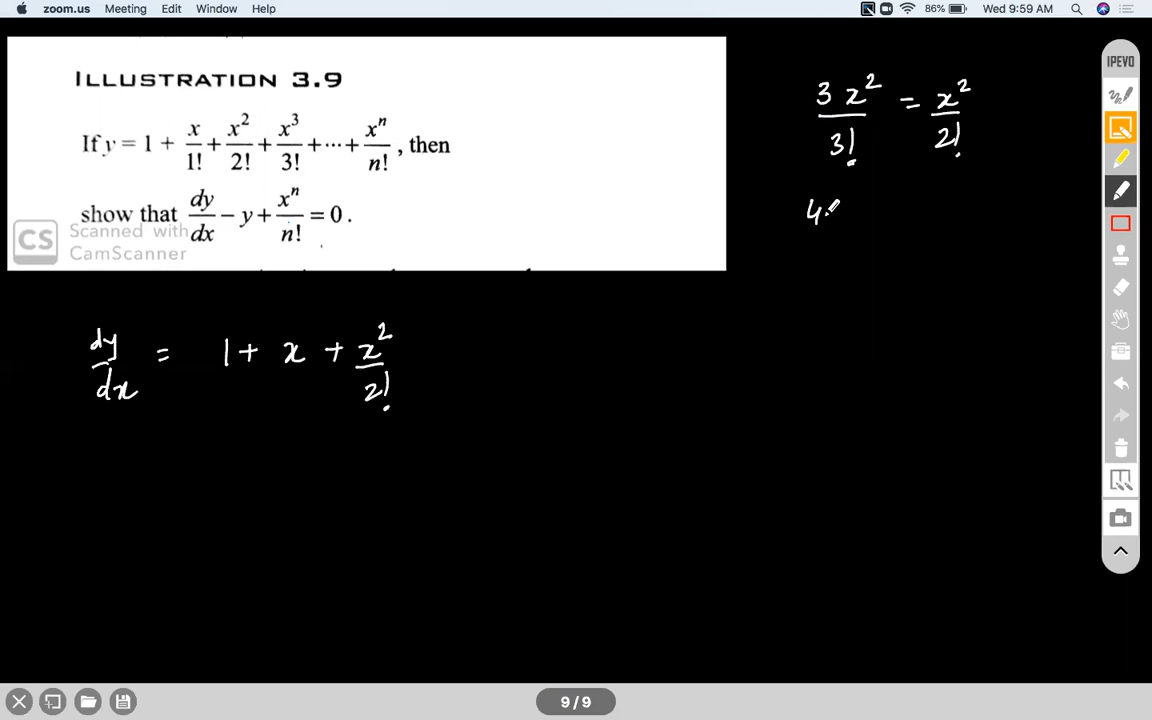 zoom.us Meeting Edit Window Help 86% Wed 9:59 AM
IPEVO
ILLUSTRATION 3.9
If y = 1 + x/1! + x²/2! + x³/3! + ··· + xⁿ/n! , then
show that dy/dx − y + xⁿ/n! = 0 .
CS Scanned with
CamScanner
3x²/3! = x²/2!
4.
dy/dx = 1 + x + x²/2!
9 / 9